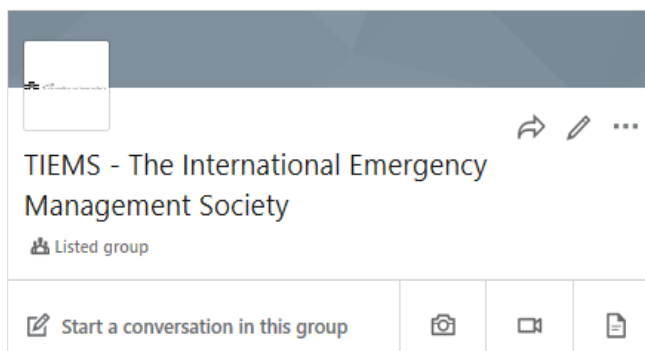 TIEMS - The International Emergency
Management Society
Listed group
Start a conversation in this group